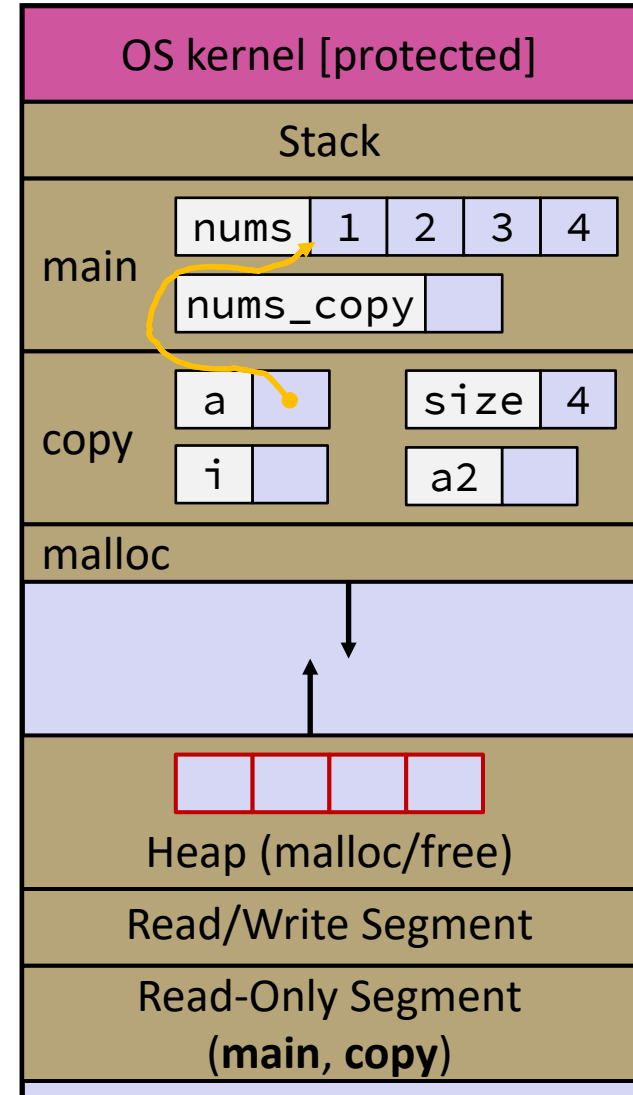 OS kernel [protected]
Stack
main
nums 1 2 3 4
nums_copy
copy
a size 4
i a2
malloc
Heap (malloc/free)
Read/Write Segment
Read-Only Segment
(main, copy)